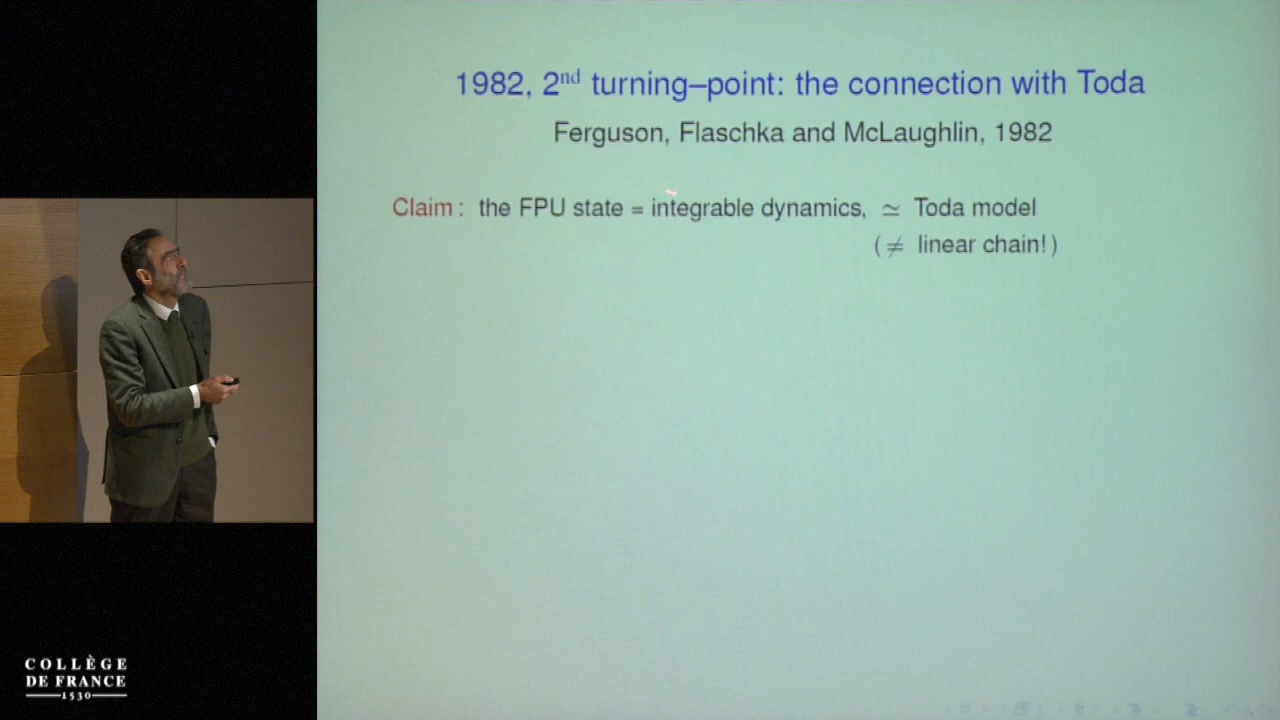 1982, 2nd turning–point: the connection with Toda
Ferguson, Flaschka and McLaughlin, 1982
Claim : the FPU state = integrable dynamics, ≃ Toda model
( ≠ linear chain! )
COLLÈGE
DE FRANCE
1530